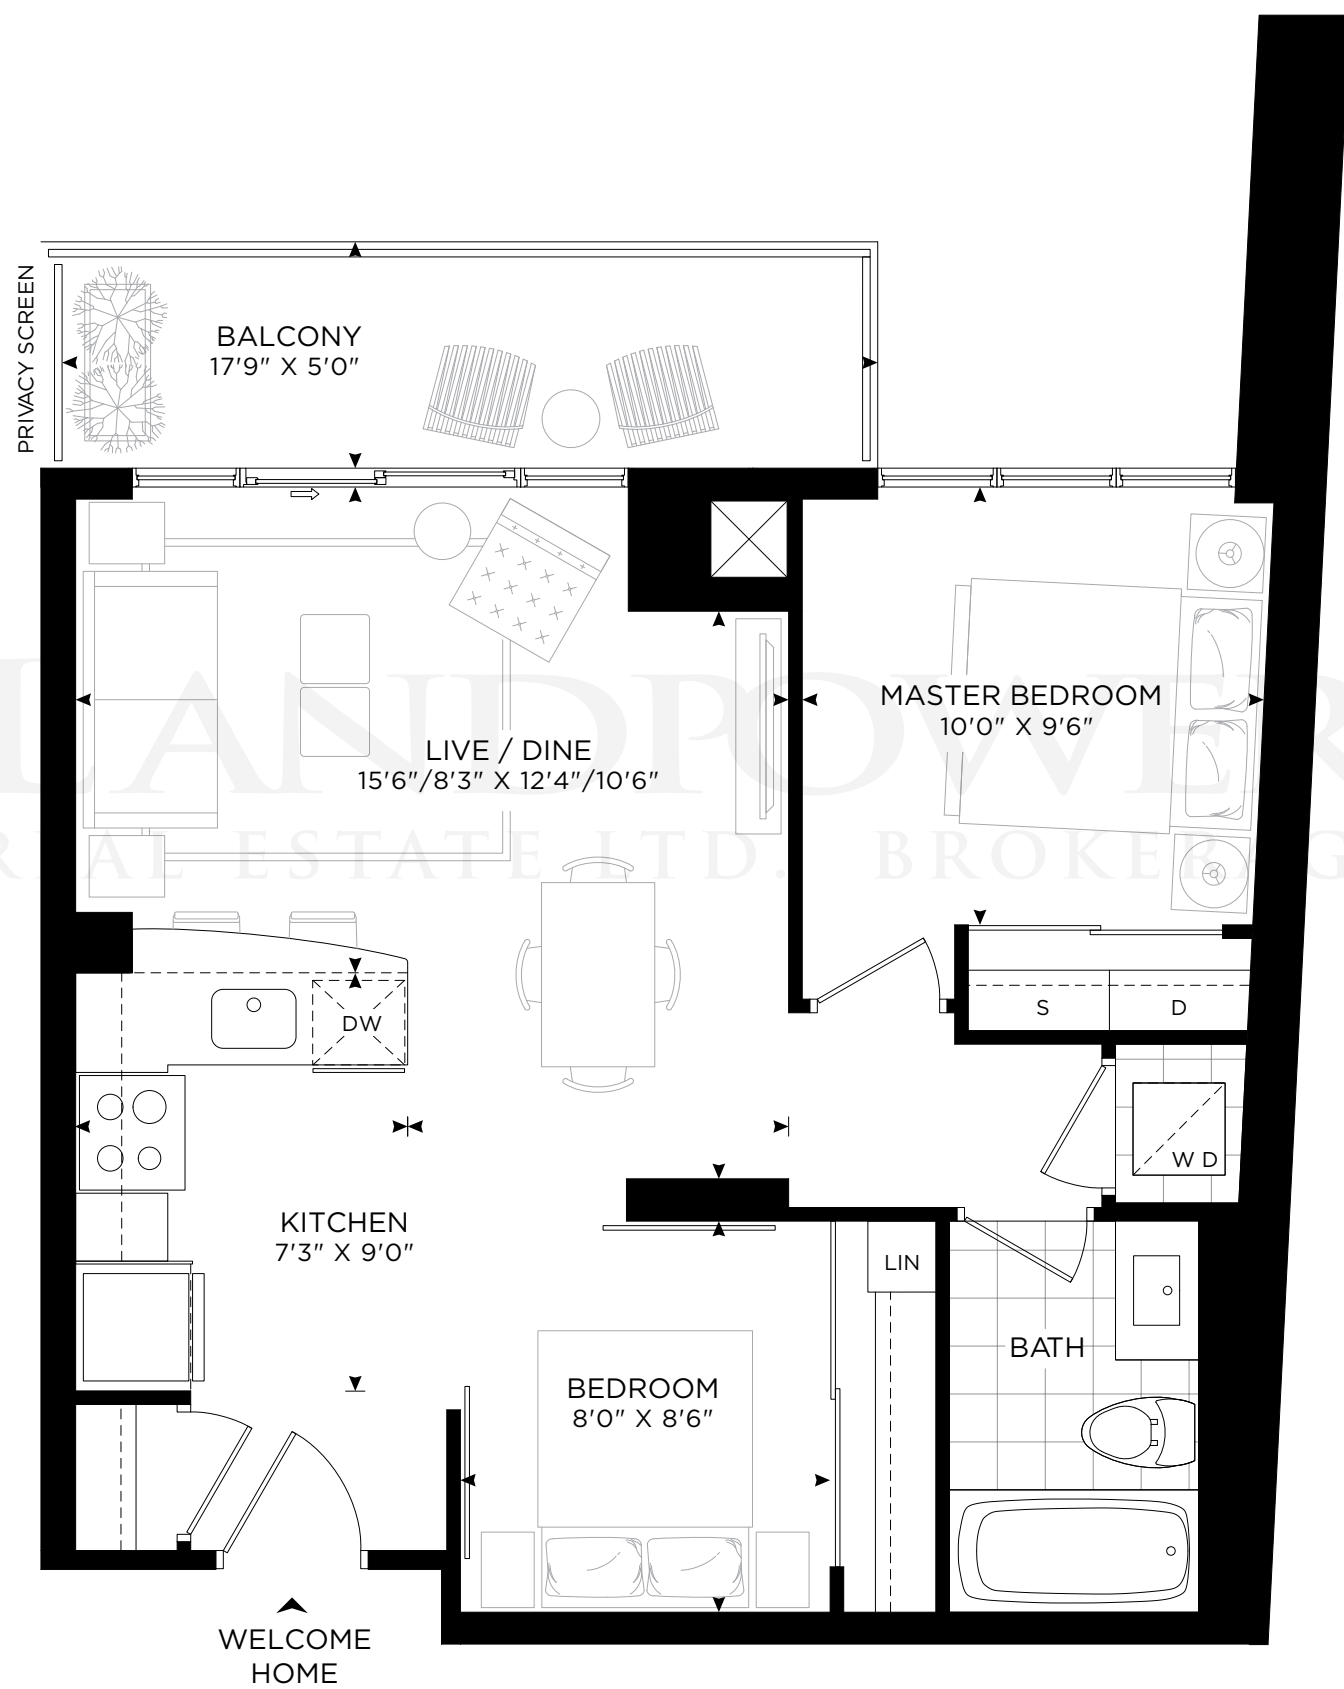 PRIVACY SCREEN
BALCONY
17'9" X 5'0"
LANDPOWER
REAL ESTATE LTD. BROKERAG
MASTER BEDROOM
10'0" X 9'6"
LIVE / DINE
15'6"/8'3" X 12'4"/10'6"
S
D
DW
W D
KITCHEN
7'3" X 9'0"
LIN
BATH
BEDROOM
8'0" X 8'6"
WELCOME
HOME